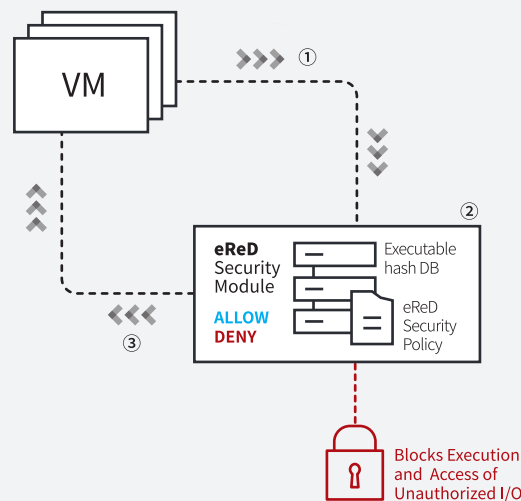 VM
①
②
eReD
Security
Module
ALLOW
DENY
Executable
hash DB
eReD
Security
Policy
③
Blocks Execution
and Access of
Unauthorized I/O